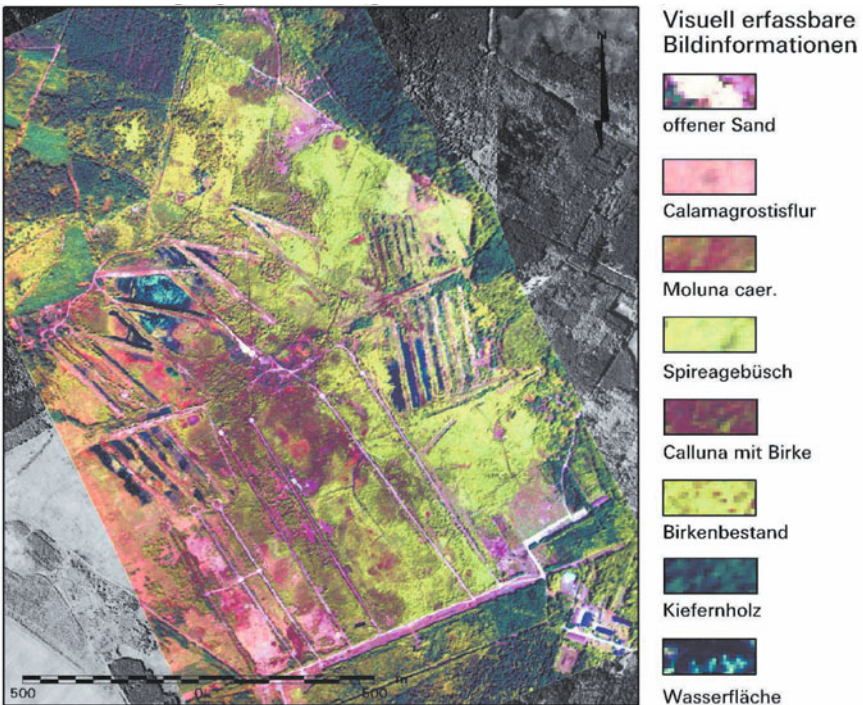 Visuell erfassbare
Bildinformationen
offener Sand
Calamagrostisflur
Moluna caer.
Spireagebüsch
Calluna mit Birke
Birkenbestand
Kiefernholz
Wasserfläche
500 0 500 m